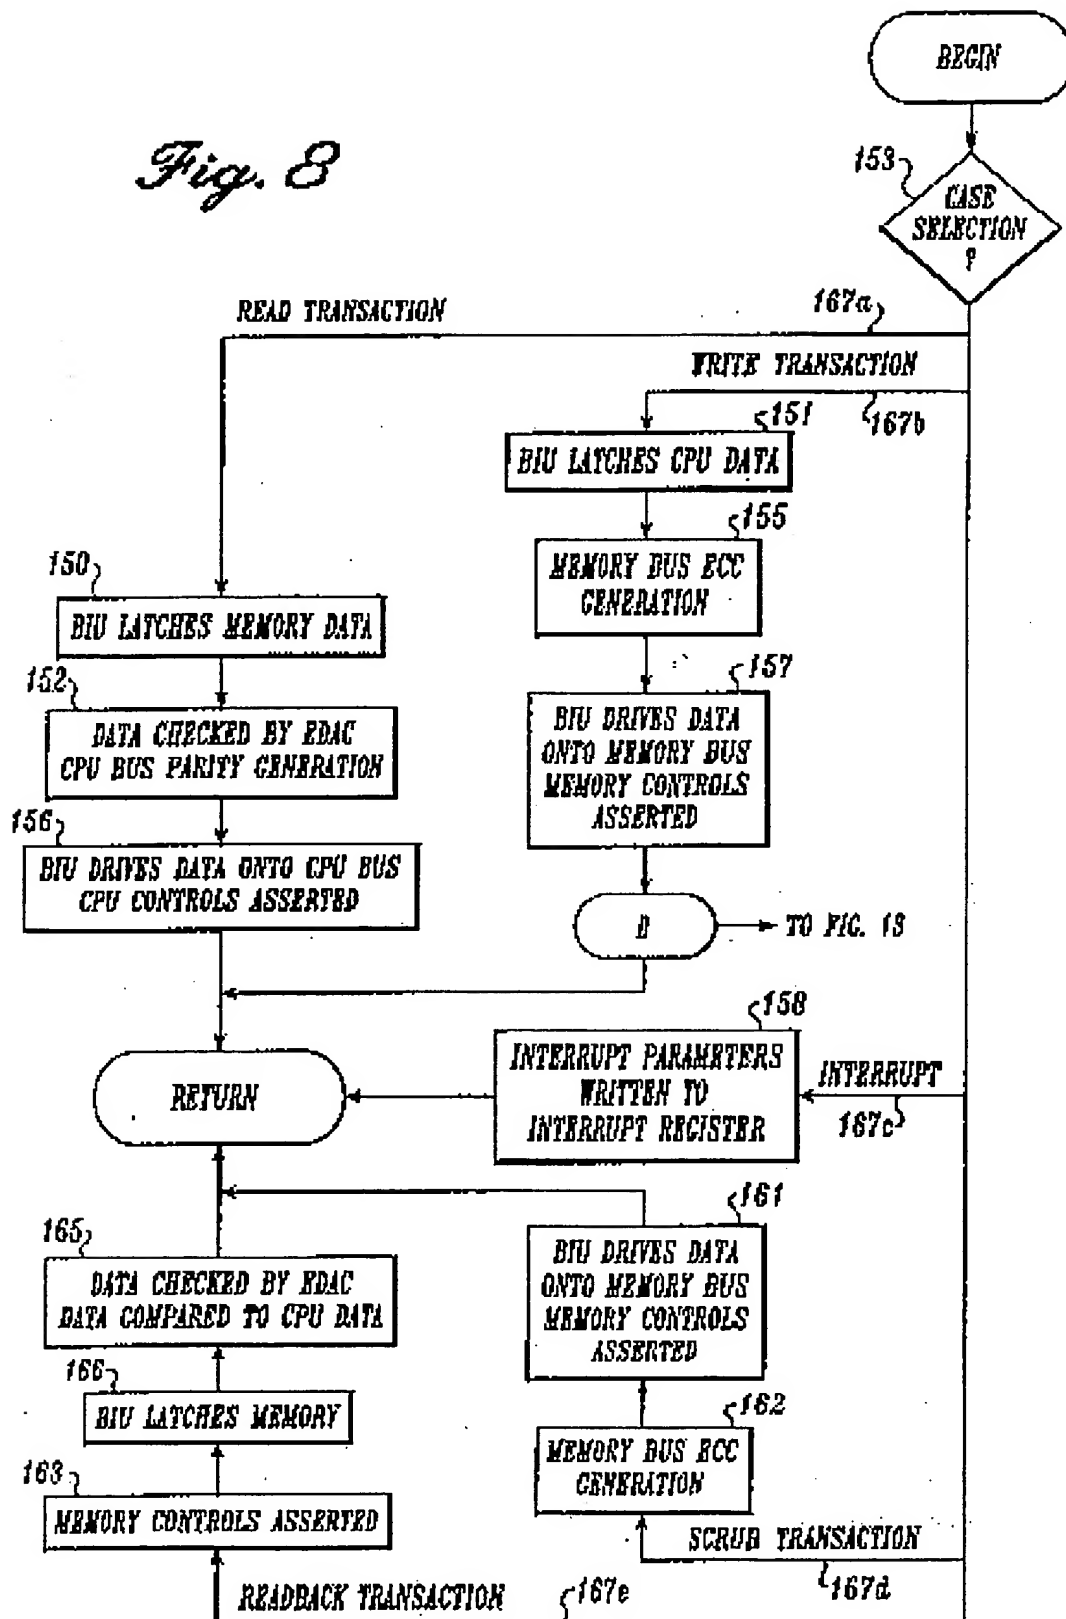 BEGIN
Fig. 8
153
CASE
SELECTION
?
READ TRANSACTION
167a
WRITE TRANSACTION
167b
151
BIU LATCHES CPU DATA
155
MEMORY BUS ECC
GENERATION
150
BIU LATCHES MEMORY DATA
152
DATA CHECKED BY EDAC
CPU BUS PARITY GENERATION
157
BIU DRIVES DATA
ONTO MEMORY BUS
MEMORY CONTROLS
ASSERTED
156
BIU DRIVES DATA ONTO CPU BUS
CPU CONTROLS ASSERTED
TO FIG. 13
158
INTERRUPT PARAMETERS
WRITTEN TO
INTERRUPT REGISTER
INTERRUPT
167c
RETURN
161
BIU DRIVES DATA
ONTO MEMORY BUS
MEMORY CONTROLS
ASSERTED
165
DATA CHECKED BY EDAC
DATA COMPARED TO CPU DATA
166
BIU LATCHES MEMORY
162
MEMORY BUS ECC
GENERATION
163
MEMORY CONTROLS ASSERTED
SCRUB TRANSACTION
167d
READBACK TRANSACTION
167e